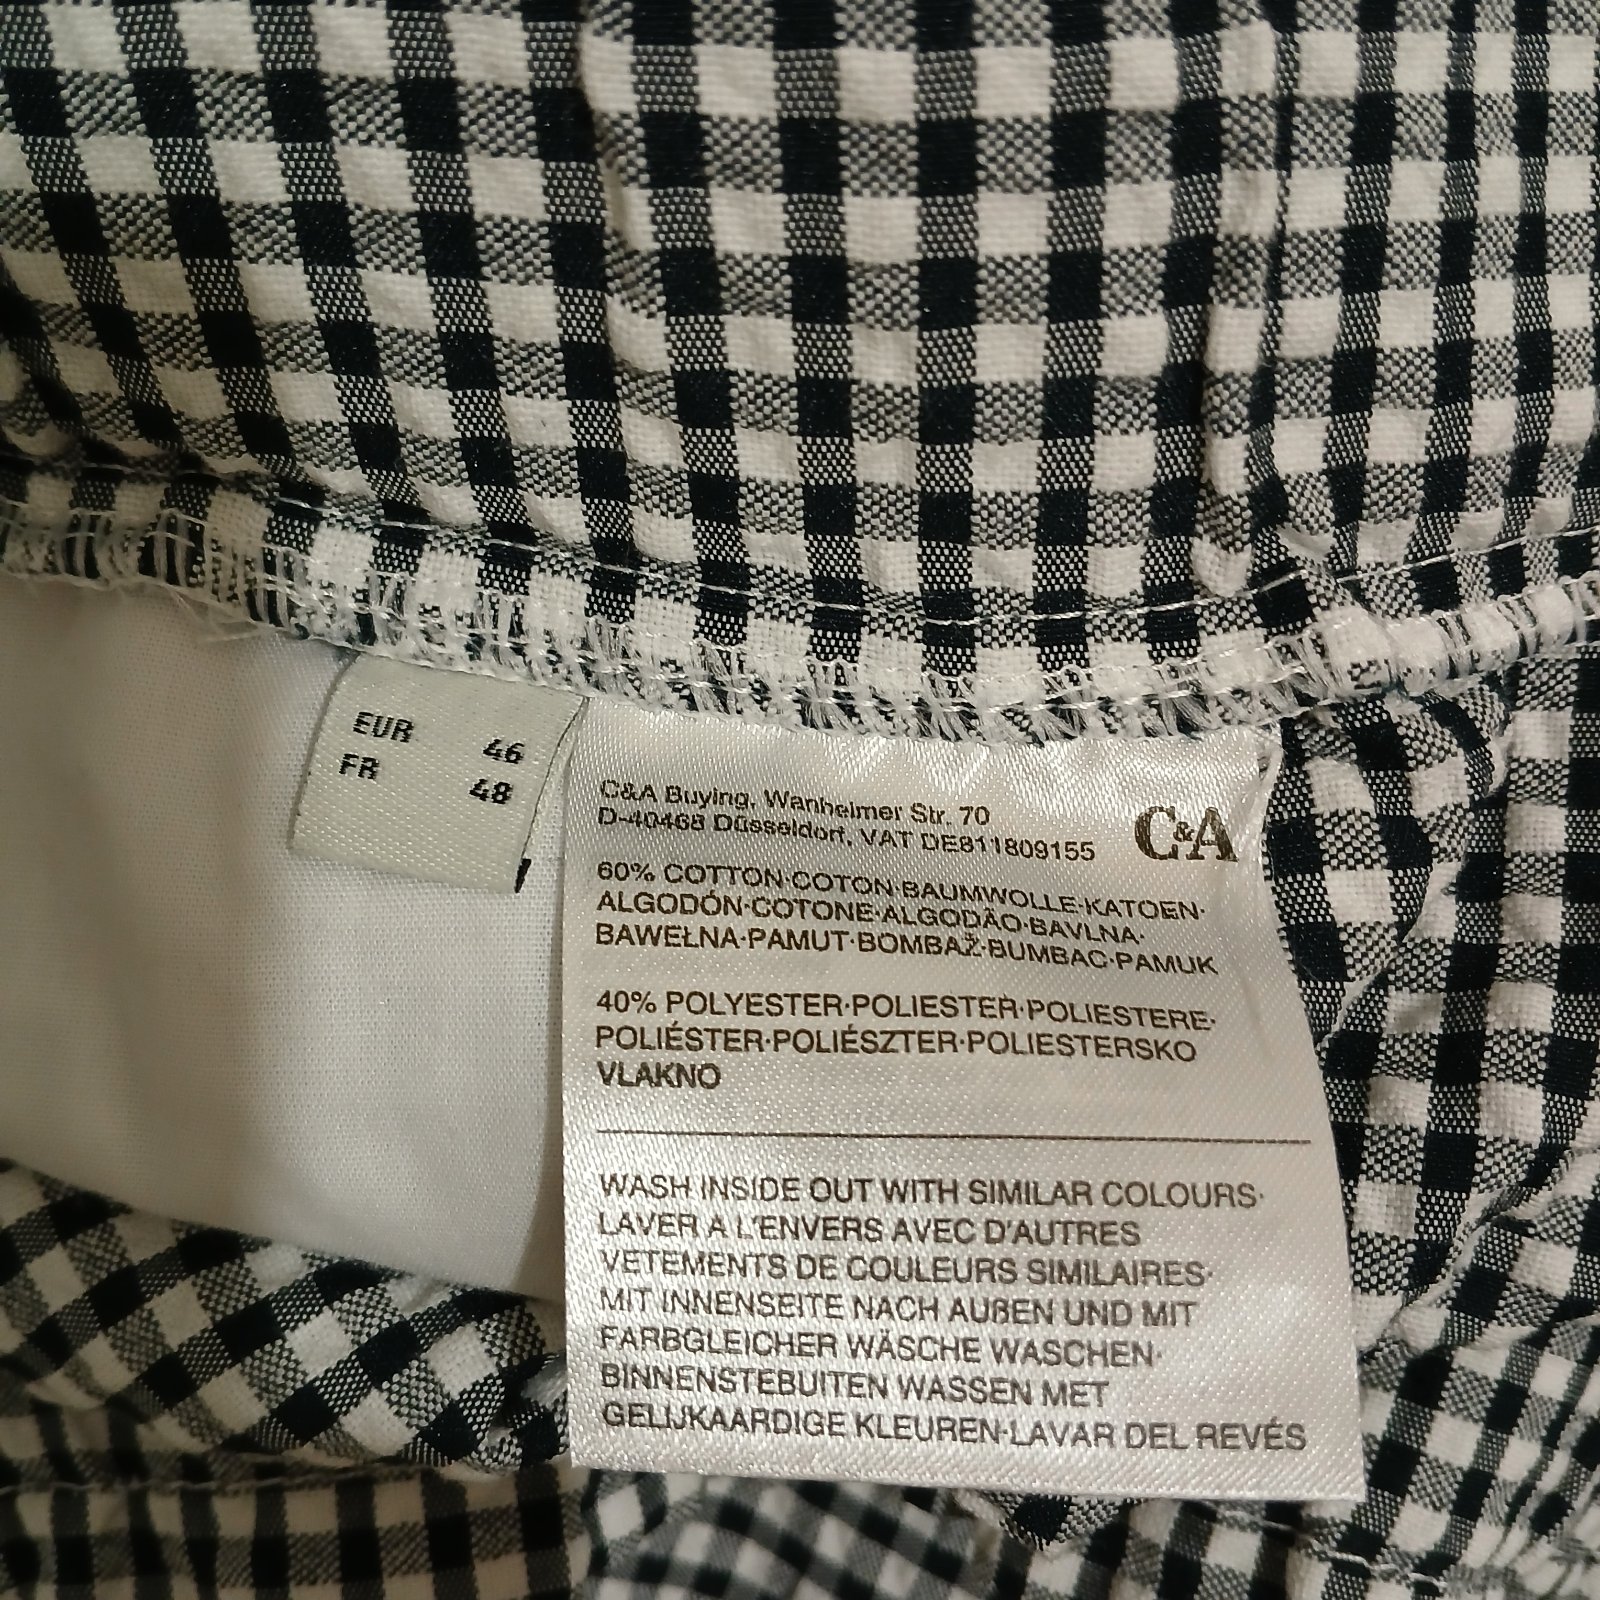 EUR 46
FR 48
C&A Buying, Wanheimer Str. 70
D-40468 Düsseldorf, VAT DE811809155
C&A
60% COTTON·COTON·BAUMWOLLE·KATOEN·
ALGODÓN·COTONE·ALGODÃO·BAVLNA·
BAWEŁNA·PAMUT·BOMBAŽ·BUMBAC·PAMUK
40% POLYESTER·POLIESTER·POLIESTERE·
POLIÉSTER·POLIÉSZTER·POLIESTERSKO
VLAKNO
WASH INSIDE OUT WITH SIMILAR COLOURS·
LAVER A L'ENVERS AVEC D'AUTRES
VETEMENTS DE COULEURS SIMILAIRES·
MIT INNENSEITE NACH AUßEN UND MIT
FARBGLEICHER WÄSCHE WASCHEN·
BINNENSTEBUITEN WASSEN MET
GELIJKAARDIGE KLEUREN·LAVAR DEL REVÉS